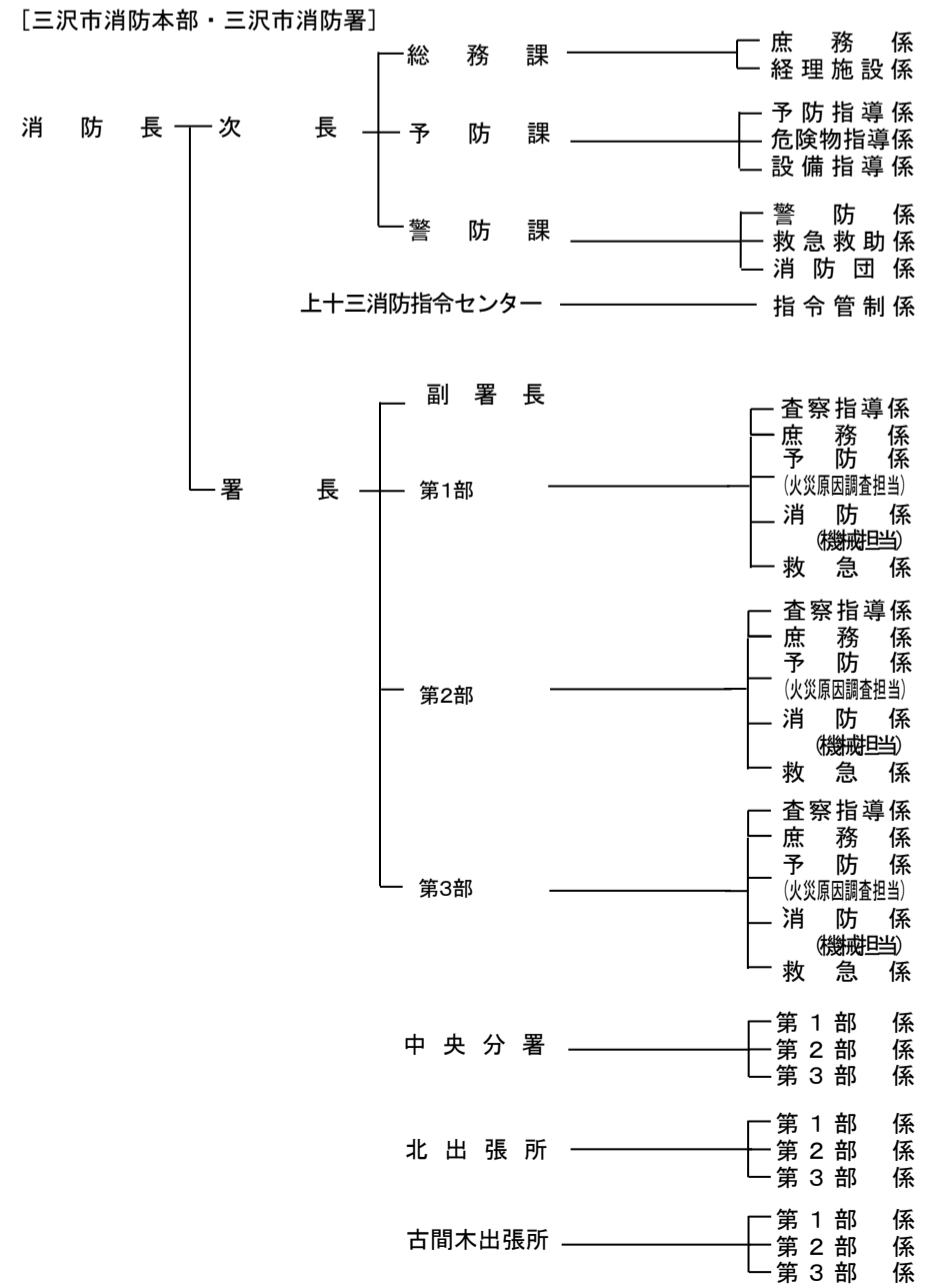 [三沢市消防本部・三沢市消防署]
総務課
庶務係
経理施設係
消防長
次長
予防課
予防指導係
危険物指導係
設備指導係
警防課
警防係
救急救助係
消防団係
上十三消防指令センター
指令管制係
副署長
署長
第1部
査察指導係
庶務係
予防係
(火災原因調査担当)
消防係
(機械担当)
救急係
第2部
査察指導係
庶務係
予防係
(火災原因調査担当)
消防係
(機械担当)
救急係
第3部
査察指導係
庶務係
予防係
(火災原因調査担当)
消防係
(機械担当)
救急係
中央分署
第1部係
第2部係
第3部係
北出張所
第1部係
第2部係
第3部係
古間木出張所
第1部係
第2部係
第3部係